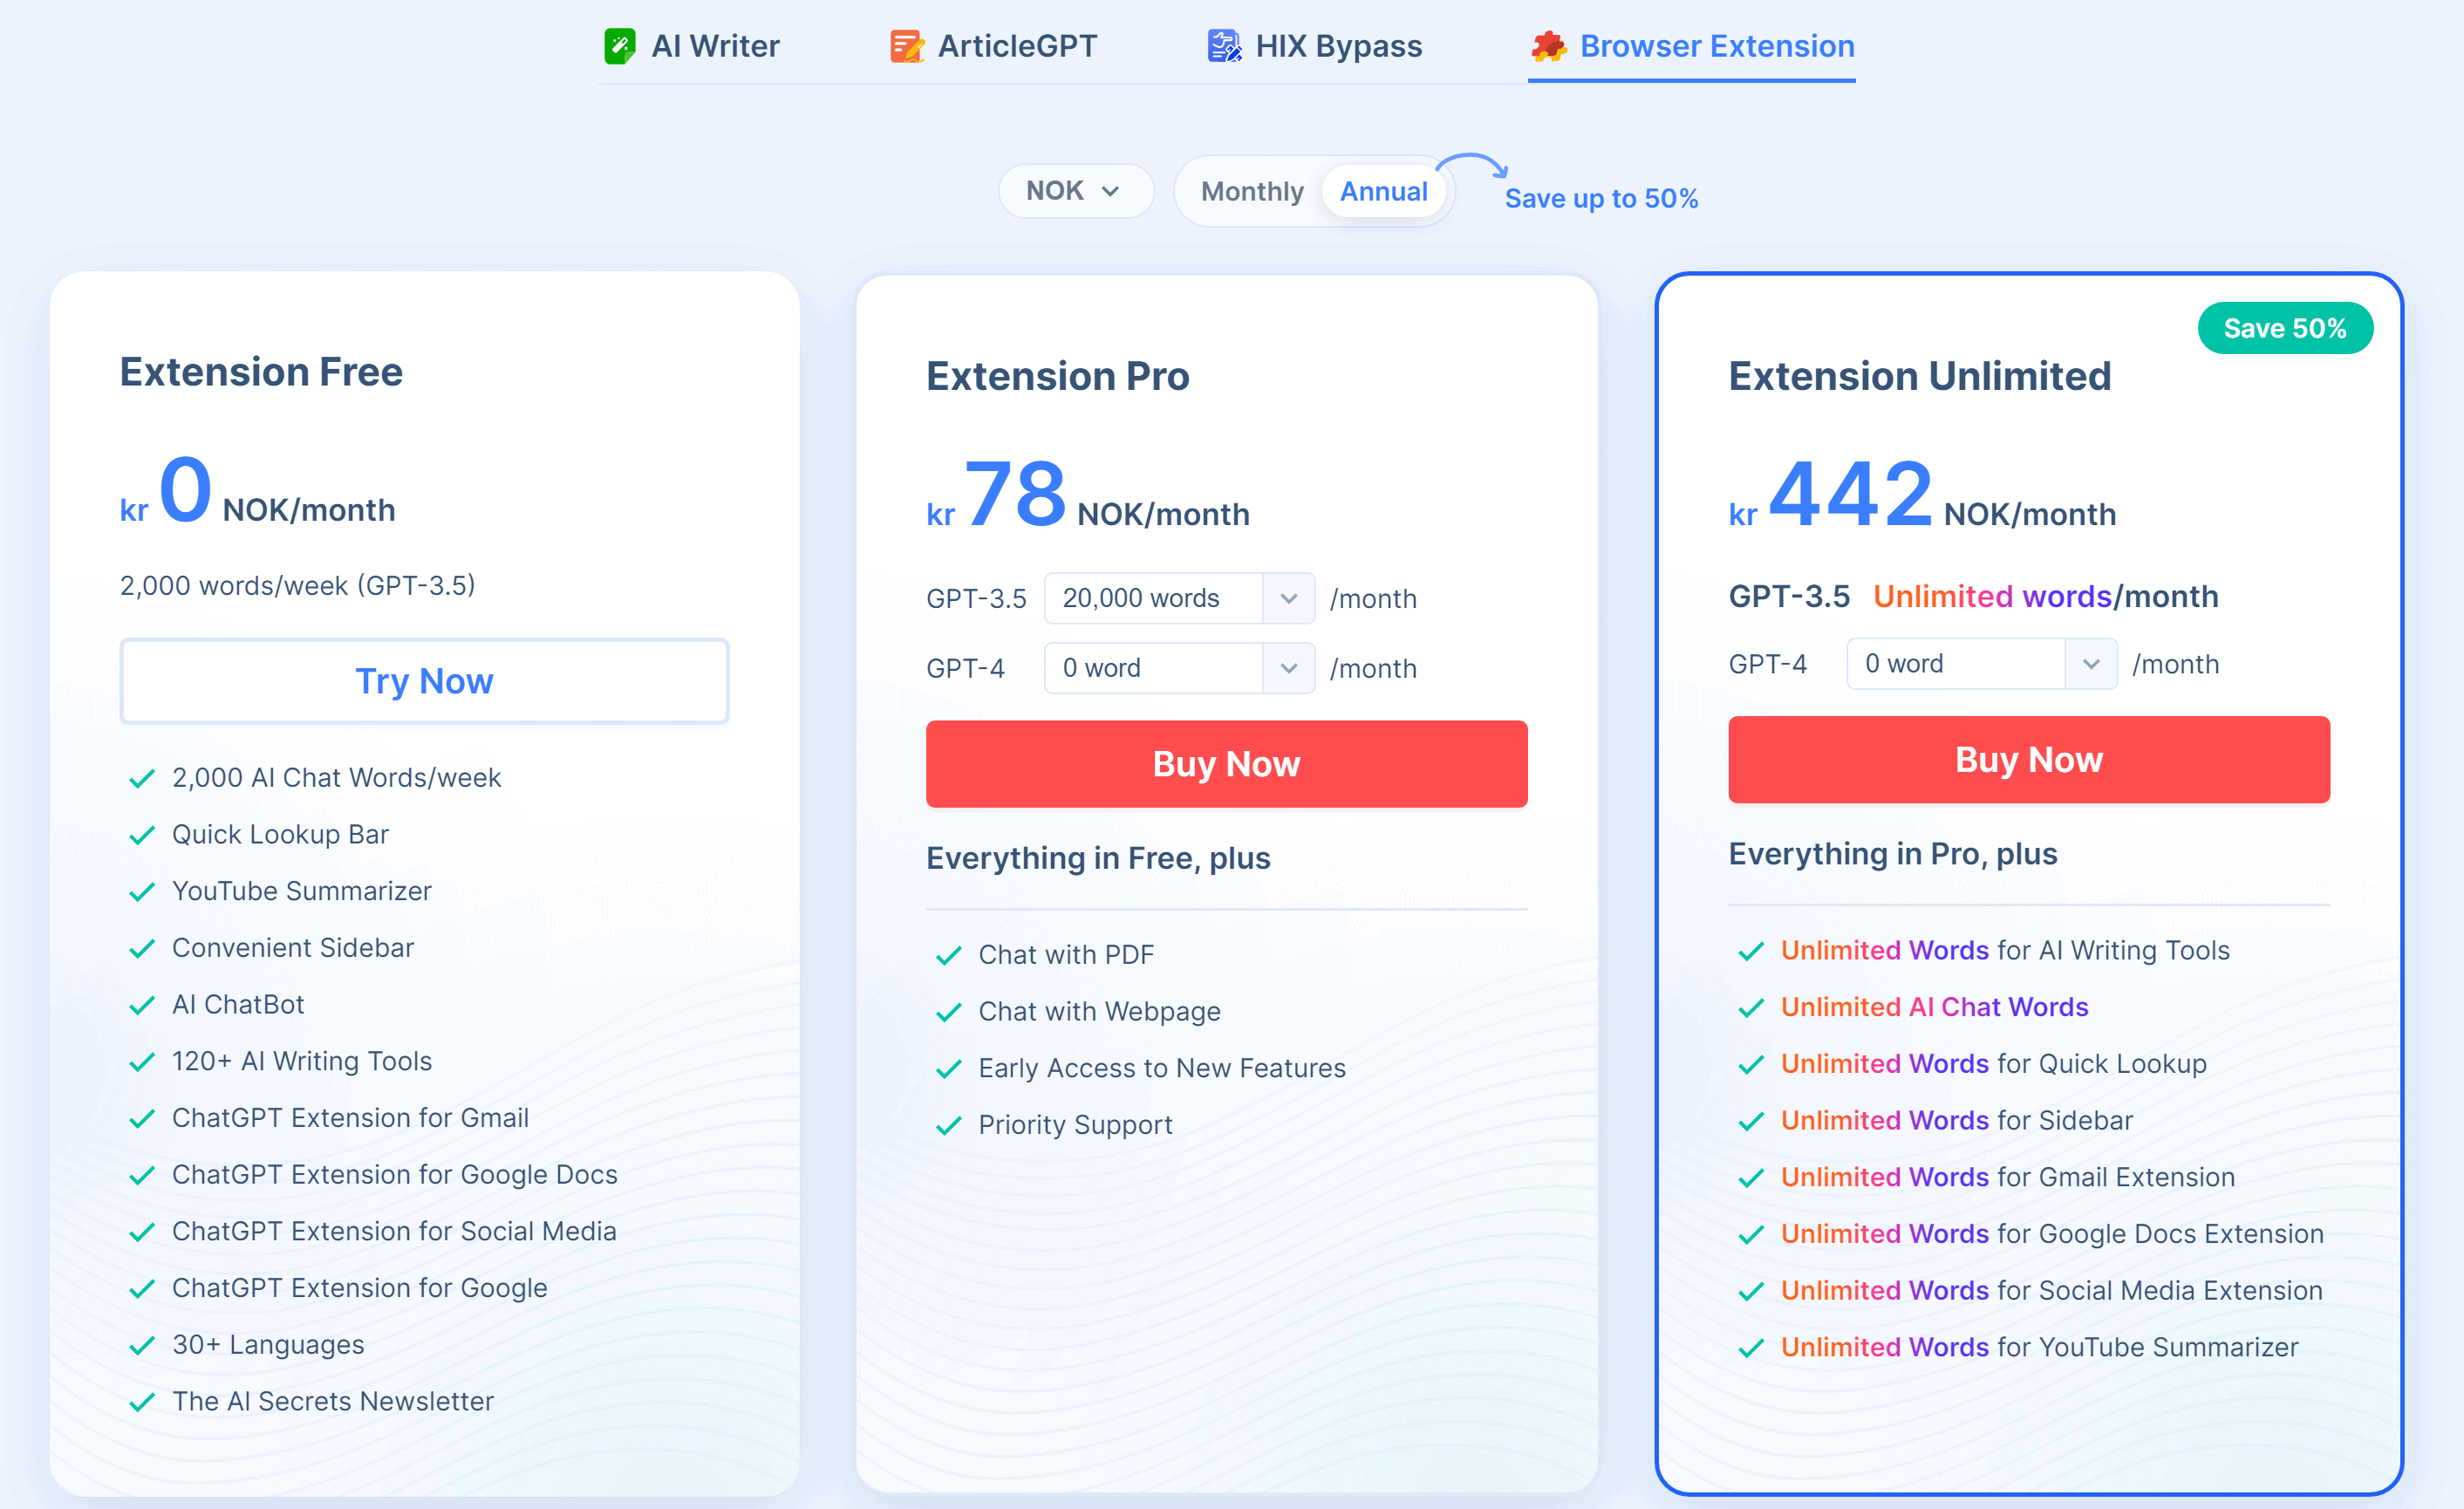 AI Writer
ArticleGPT
HIX Bypass
Browser Extension
NOK
Monthly
Annual
Save up to 50%
Extension Free
kr 0 NOK/month
2,000 words/week (GPT-3.5)
Try Now
2,000 AI Chat Words/week
Quick Lookup Bar
YouTube Summarizer
Convenient Sidebar
AI ChatBot
120+ AI Writing Tools
ChatGPT Extension for Gmail
ChatGPT Extension for Google Docs
ChatGPT Extension for Social Media
ChatGPT Extension for Google
30+ Languages
The AI Secrets Newsletter
Extension Pro
kr 78 NOK/month
GPT-3.5 20,000 words /month
GPT-4 0 word /month
Buy Now
Everything in Free, plus
Chat with PDF
Chat with Webpage
Early Access to New Features
Priority Support
Save 50%
Extension Unlimited
kr 442 NOK/month
GPT-3.5 Unlimited words/month
GPT-4 0 word /month
Buy Now
Everything in Pro, plus
Unlimited Words for AI Writing Tools
Unlimited AI Chat Words
Unlimited Words for Quick Lookup
Unlimited Words for Sidebar
Unlimited Words for Gmail Extension
Unlimited Words for Google Docs Extension
Unlimited Words for Social Media Extension
Unlimited Words for YouTube Summarizer